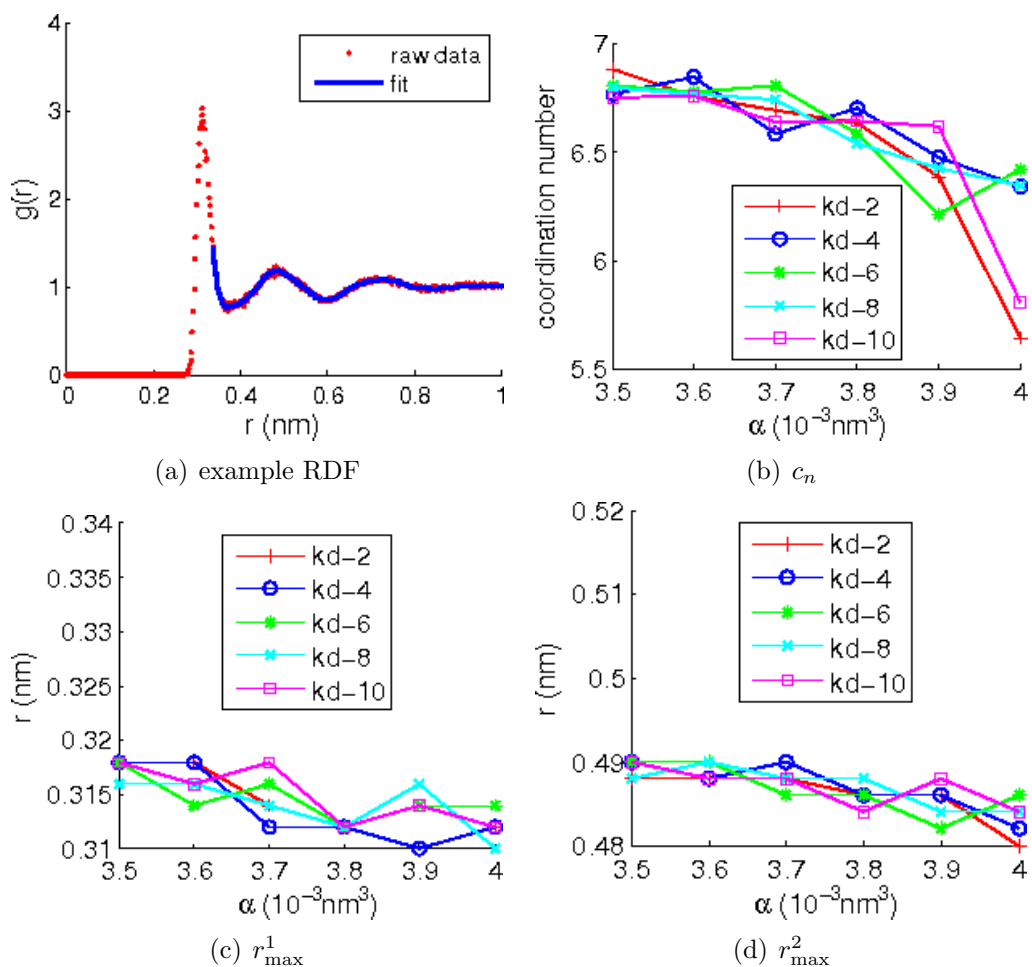 raw data
fit
4
3
2
1
0
g(r)
0
0.2
0.4
0.6
0.8
1
r (nm)
(a) example RDF
7
6.5
6
5.5
coordination number
kd−2
kd−4
kd−6
kd−8
kd−10
3.5
3.6
3.7
3.8
3.9
4
α (10⁻³nm³)
(b) cₙ
0.34
0.335
0.33
0.325
0.32
0.315
0.31
r (nm)
kd−2
kd−4
kd−6
kd−8
kd−10
3.5
3.6
3.7
3.8
3.9
4
α (10⁻³nm³)
(c) r¹max
0.52
0.51
0.5
0.49
0.48
r (nm)
kd−2
kd−4
kd−6
kd−8
kd−10
3.5
3.6
3.7
3.8
3.9
4
α (10⁻³nm³)
(d) r²max